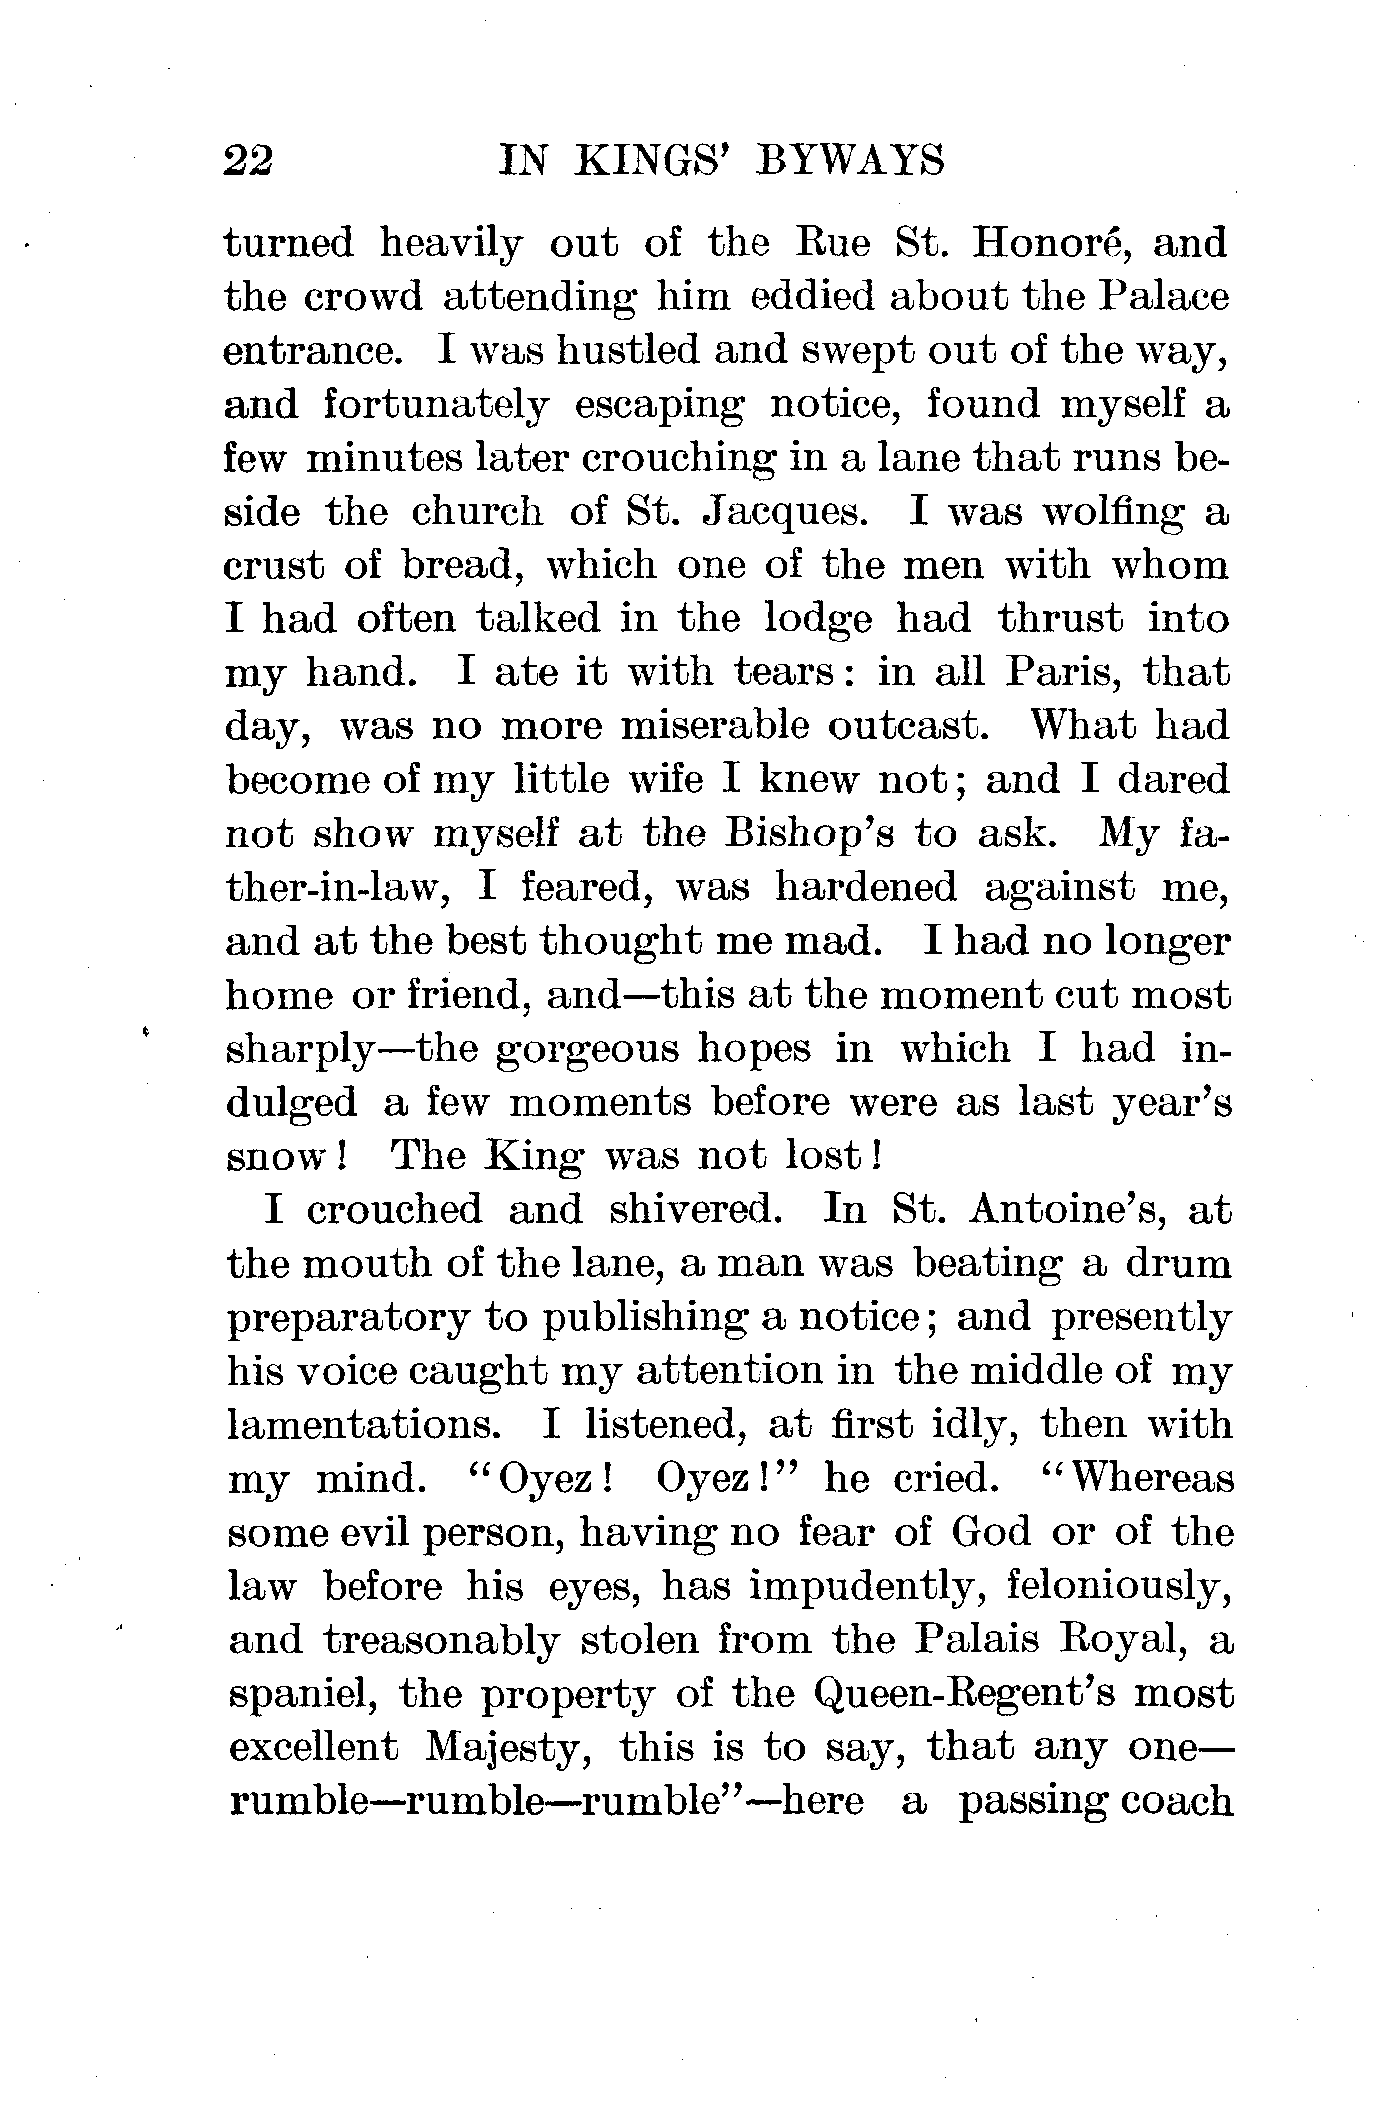 22 IN KINGS' BYWAYS
turned heavily out of the Rue St. Honoré, and
the crowd attending him eddied about the Palace
entrance. I was hustled and swept out of the way,
and fortunately escaping notice, found myself a
few minutes later crouching in a lane that runs be-
side the church of St. Jacques. I was wolfing a
crust of bread, which one of the men with whom
I had often talked in the lodge had thrust into
my hand. I ate it with tears: in all Paris, that
day, was no more miserable outcast. What had
become of my little wife I knew not; and I dared
not show myself at the Bishop's to ask. My fa-
ther-in-law, I feared, was hardened against me,
and at the best thought me mad. I had no longer
home or friend, and—this at the moment cut most
sharply—the gorgeous hopes in which I had in-
dulged a few moments before were as last year's
snow! The King was not lost!
I crouched and shivered. In St. Antoine's, at
the mouth of the lane, a man was beating a drum
preparatory to publishing a notice; and presently
his voice caught my attention in the middle of my
lamentations. I listened, at first idly, then with
my mind. "Oyez! Oyez!" he cried. "Whereas
some evil person, having no fear of God or of the
law before his eyes, has impudently, feloniously,
and treasonably stolen from the Palais Royal, a
spaniel, the property of the Queen-Regent's most
excellent Majesty, this is to say, that any one—
rumble—rumble—rumble"—here a passing coach